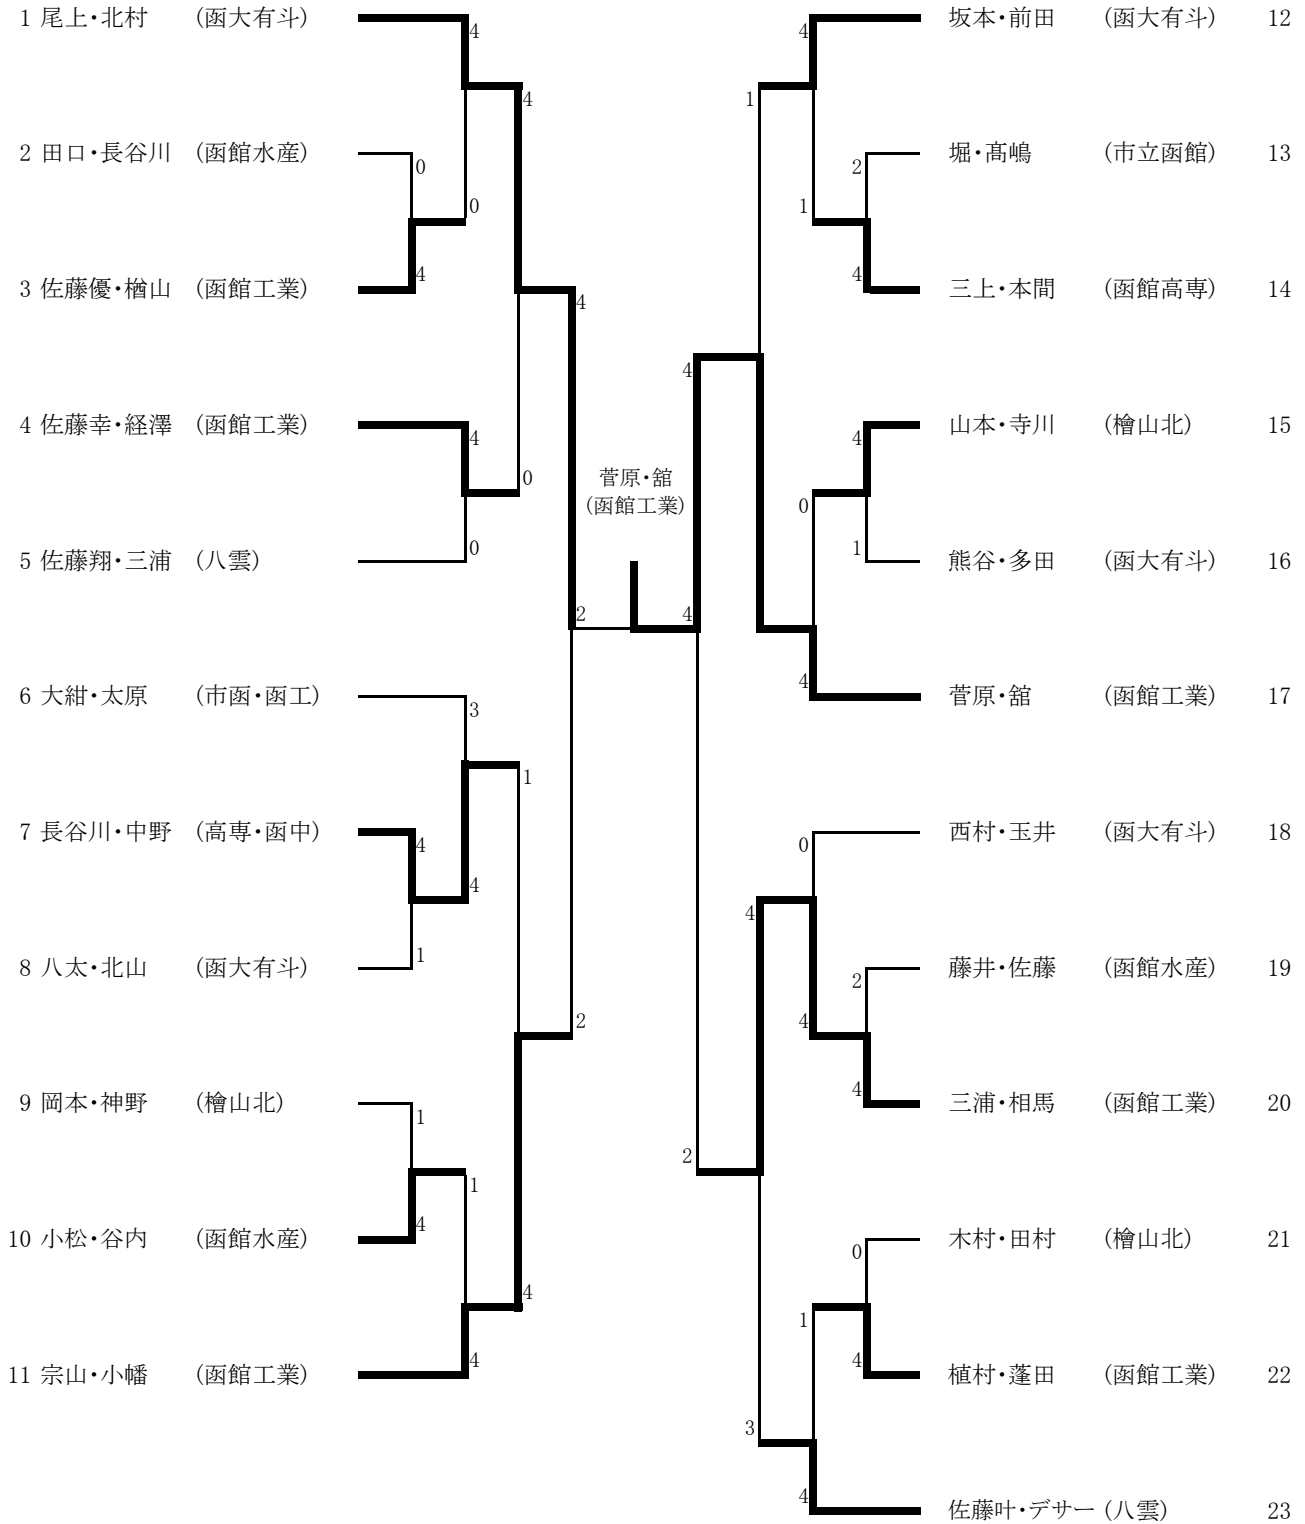 1 尾上・北村 (函大有斗)
2 田口・長谷川 (函館水産)
3 佐藤優・楢山 (函館工業)
4 佐藤幸・経澤 (函館工業)
5 佐藤翔・三浦 (八雲)
6 大紺・太原 (市函・函工)
7 長谷川・中野 (高専・函中)
8 八太・北山 (函大有斗)
9 岡本・神野 (檜山北)
10 小松・谷内 (函館水産)
11 宗山・小幡 (函館工業)
4
0
4
0
4
0
3
4
1
4
1
4
1
4
4
0
1
4
4
2
2
菅原・舘
(函館工業)
4
4
2
1
4
3
4
1
2
4
0
4
1
4
0
4
2
4
1
0
4
4
坂本・前田 (函大有斗) 12
堀・髙嶋 (市立函館) 13
三上・本間 (函館高専) 14
山本・寺川 (檜山北) 15
熊谷・多田 (函大有斗) 16
菅原・舘 (函館工業) 17
西村・玉井 (函大有斗) 18
藤井・佐藤 (函館水産) 19
三浦・相馬 (函館工業) 20
木村・田村 (檜山北) 21
植村・蓬田 (函館工業) 22
佐藤叶・デサー (八雲) 23